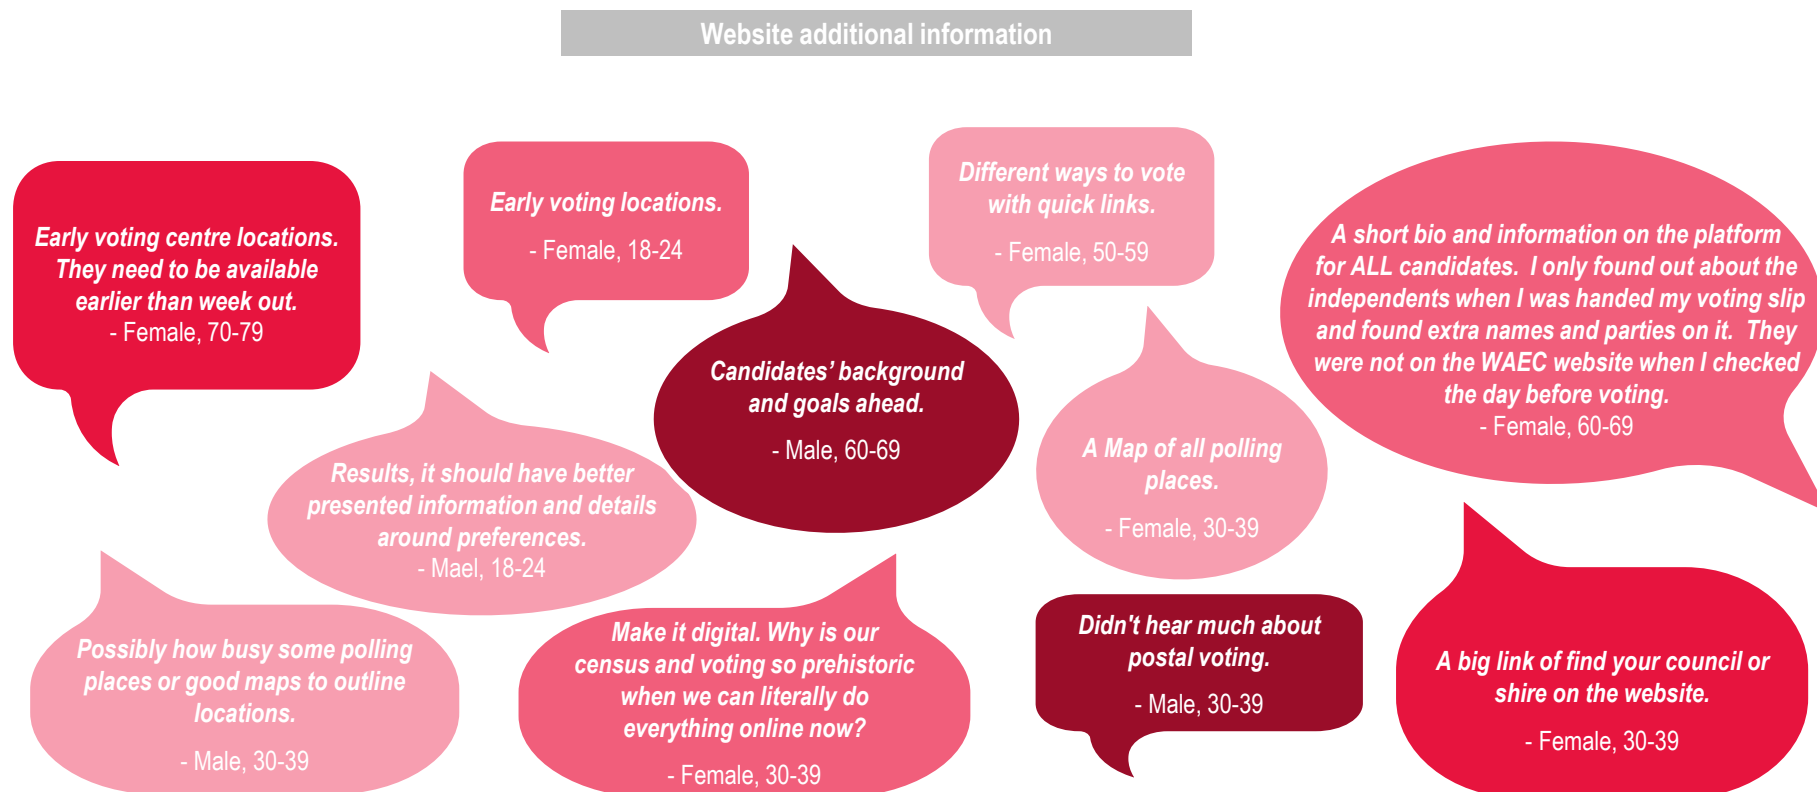 Website additional information
Early voting centre locations.
They need to be available
earlier than week out.
- Female, 70-79
Early voting locations.
- Female, 18-24
Different ways to vote
with quick links.
- Female, 50-59
A short bio and information on the platform
for ALL candidates.  I only found out about the
independents when I was handed my voting slip
and found extra names and parties on it.  They
were not on the WAEC website when I checked
the day before voting.
- Female, 60-69
Candidates’ background
and goals ahead.
- Male, 60-69
Results, it should have better
presented information and details
around preferences.
- Mael, 18-24
A Map of all polling
places.
- Female, 30-39
Possibly how busy some polling
places or good maps to outline
locations.
- Male, 30-39
Make it digital. Why is our
census and voting so prehistoric
when we can literally do
everything online now?
- Female, 30-39
Didn't hear much about
postal voting.
- Male, 30-39
A big link of find your council or
shire on the website.
- Female, 30-39